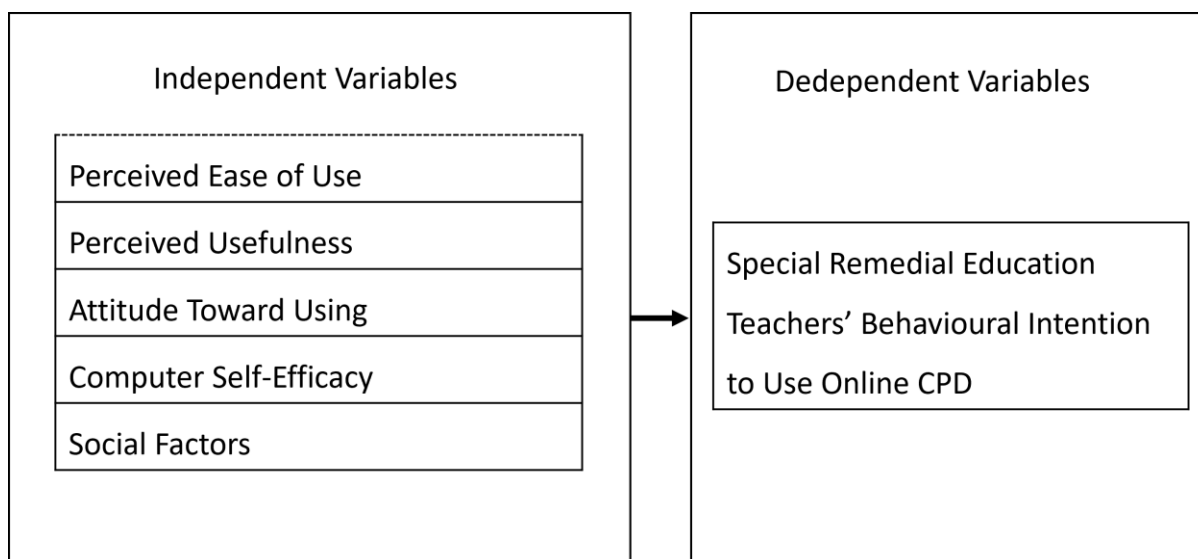 Independent Variables
Perceived Ease of Use
Perceived Usefulness
Attitude Toward Using
Computer Self-Efficacy
Social Factors
Dedependent Variables
Special Remedial Education
Teachers’ Behavioural Intention
to Use Online CPD